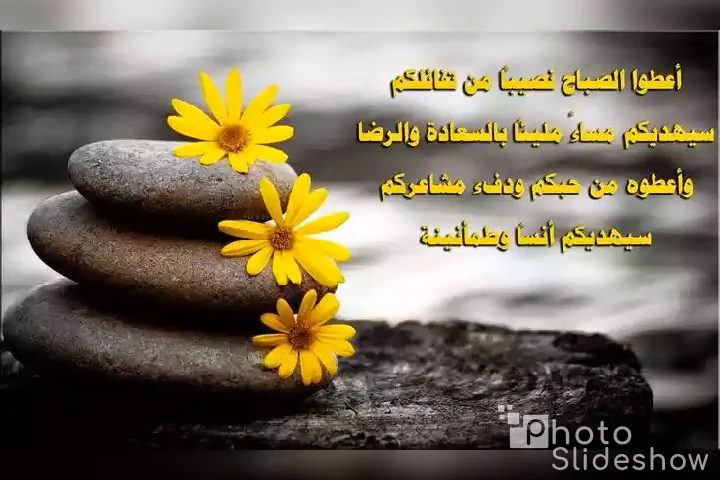 أعطوا الصباح نصيباً من تفائلكم
سيهديكم مساءً مليئاً بالسعادة والرضا
وأعطوه من حبكم ودفء مشاعركم
سيهديكم أنساً وطمأنينة
Photo
Slideshow